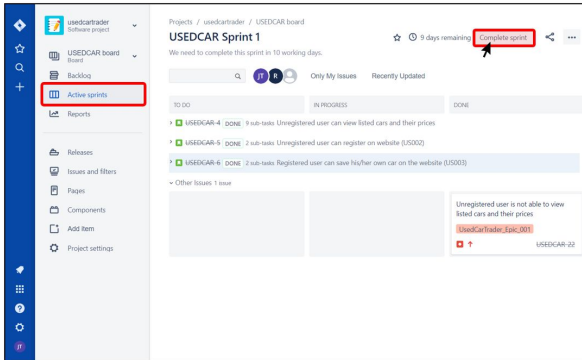 usedcartrader
Software project
USEDCAR board
Board
Backlog
Active sprints
Reports
Releases
Issues and filters
Pages
Components
Add item
Project settings
JT
Projects / usedcartrader / USEDCAR board
USEDCAR Sprint 1
9 days remaining Complete sprint
We need to complete this sprint in 10 working days.
JT R Only My Issues Recently Updated
TO DO IN PROGRESS DONE
USEDCAR-4 DONE 9 sub-tasks Unregistered user can view listed cars and their prices
USEDCAR-5 DONE 2 sub-tasks Unregistered user can register on website (US002)
USEDCAR-6 DONE 2 sub-tasks Registered user can save his/her own car on the website (US003)
Other Issues 1 issue
Unregistered user is not able to view
listed cars and their prices
UsedCarTrader_Epic_001
USEDCAR-22